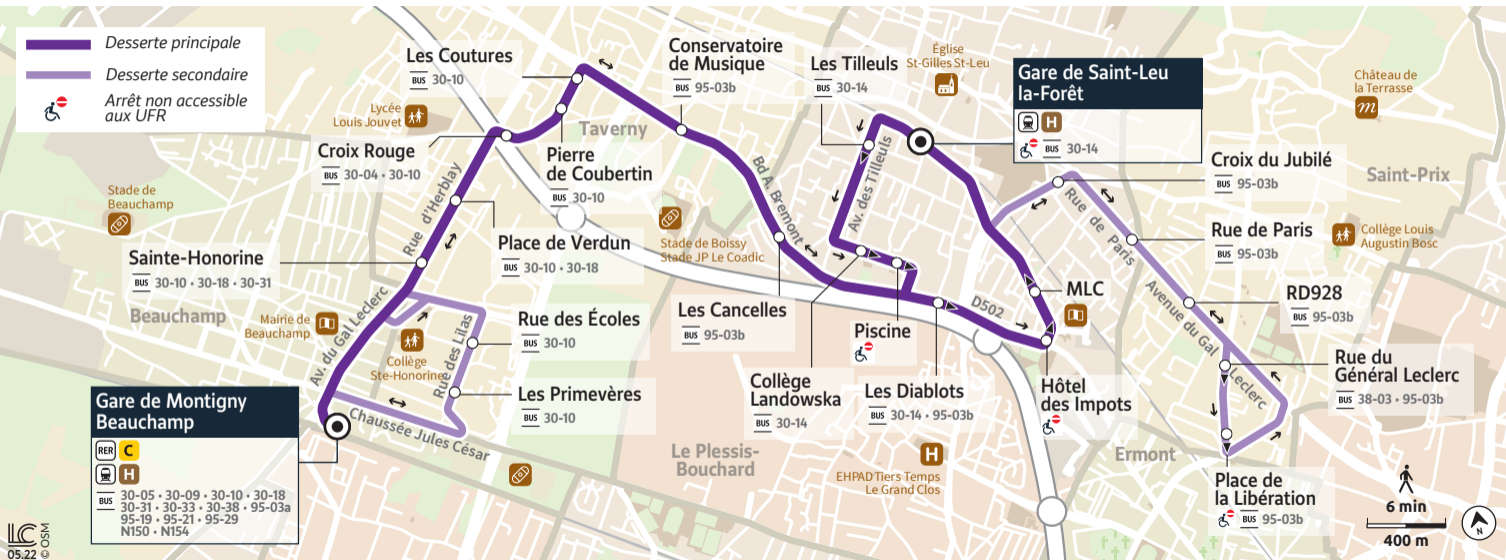 Desserte principale
Desserte secondaire
Arrêt non accessible
aux UFR
Les Coutures
BUS 30-10
Conservatoire
de Musique
BUS 95-03b
Les Tilleuls
BUS 30-14
Église
St-Gilles St-Leu
Gare de Saint-Leu
la-Forêt
H
BUS 30-14
Château de
la Terrasse
Lycée
Louis Jouvet
Taverny
Croix Rouge
BUS 30-04 • 30-10
Pierre
de Coubertin
BUS 30-10
Croix du Jubilé
BUS 95-03b
Saint-Prix
Stade de
Beauchamp
Rue d'Herblay
Bd A. Bremont
Av. des Tilleuls
Rue de Paris
Rue de Paris
BUS 95-03b
Collège Louis
Augustin Bosc
Sainte-Honorine
BUS 30-10 • 30-18 • 30-31
Place de Verdun
BUS 30-10 • 30-18
Stade de Boissy
Stade JP Le Coadic
Beauchamp
Mairie de
Beauchamp
Av. du Gal Leclerc
Collège
Ste-Honorine
Rue des Lilas
Rue des Écoles
BUS 30-10
Les Cancelles
BUS 95-03b
Piscine
D502
MLC
Avenue du Gal
Leclerc
RD928
BUS 95-03b
Rue du
Général Leclerc
BUS 38-03 • 95-03b
Les Primevères
BUS 30-10
Collège
Landowska
BUS 30-14
Les Diablots
BUS 30-14 • 95-03b
Hôtel
des Impots
Gare de Montigny
Beauchamp
RER C
H
BUS 30-05 • 30-09 • 30-10 • 30-18
30-31 • 30-33 • 30-38 • 95-03a
95-19 • 95-21 • 95-29
N150 • N154
Chaussée Jules César
Le Plessis-
Bouchard
H
EHPAD Tiers Temps
Le Grand Clos
Ermont
Place de
la Libération
BUS 95-03b
6 min
400 m
N
LC
05.22 © OSM